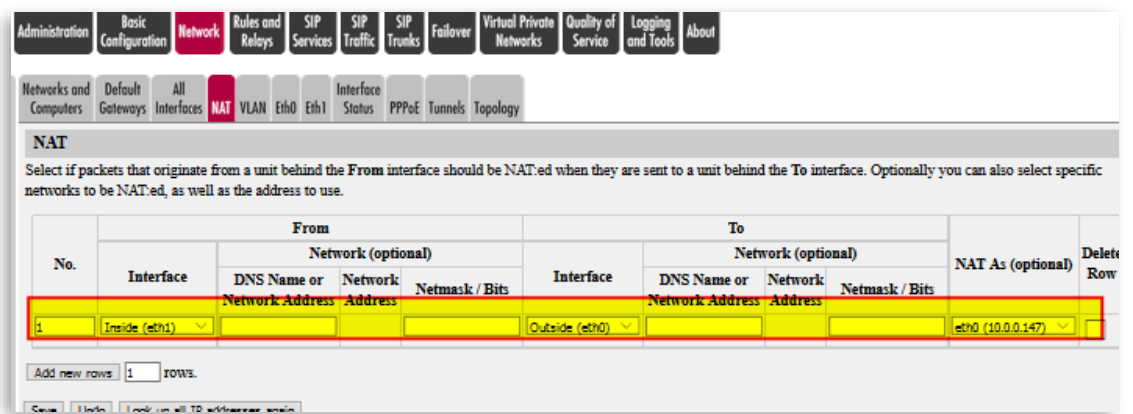 Administration Basic Configuration Network Rules and Relays SIP Services SIP Traffic SIP Trunks Failover Virtual Private Networks Quality of Service Logging and Tools About
Networks and Computers Default Gateways All Interfaces NAT VLAN Eth0 Eth1 Interface Status PPPoE Tunnels Topology
NAT
Select if packets that originate from a unit behind the From interface should be NAT:ed when they are sent to a unit behind the To interface. Optionally you can also select specific
networks to be NAT:ed, as well as the address to use.
No. From To NAT As (optional) Delete Row
Interface Network (optional) Interface Network (optional)
DNS Name or Network Address Network Address Netmask / Bits DNS Name or Network Address Network Address Netmask / Bits
1 Inside (eth1) Outside (eth0) eth0 (10.0.0.147)
Add new rows 1 rows.
Save Undo Look up all IP addresses again